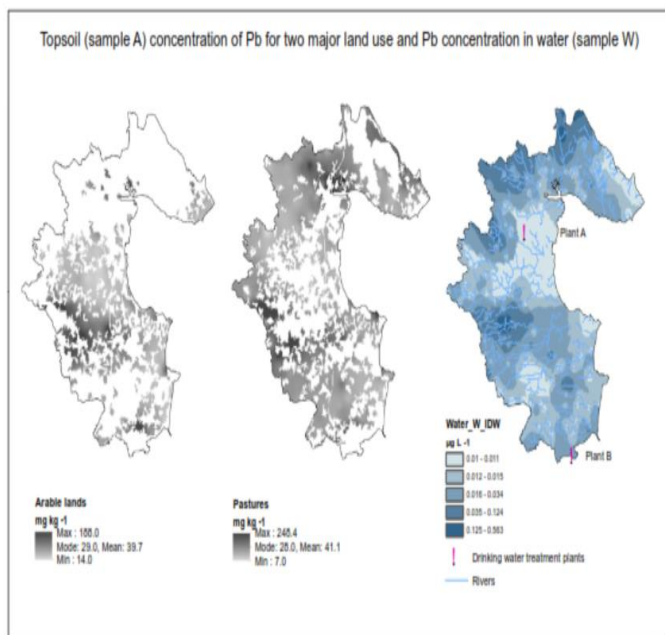 Topsoil (sample A) concentration of Pb for two major land use and Pb concentration in water (sample W)
Plant A
Plant B
Arable lands
mg kg -1
Max : 188.0
Mode: 29.0, Mean: 39.7
Min : 14.0
Pastures
mg kg -1
Max : 248.4
Mode: 28.0, Mean: 41.1
Min : 7.0
Water_W_IDW
µg L -1
0.01 - 0.011
0.012 - 0.015
0.016 - 0.034
0.035 - 0.124
0.125 - 0.563
Drinking water treatment plants
Rivers